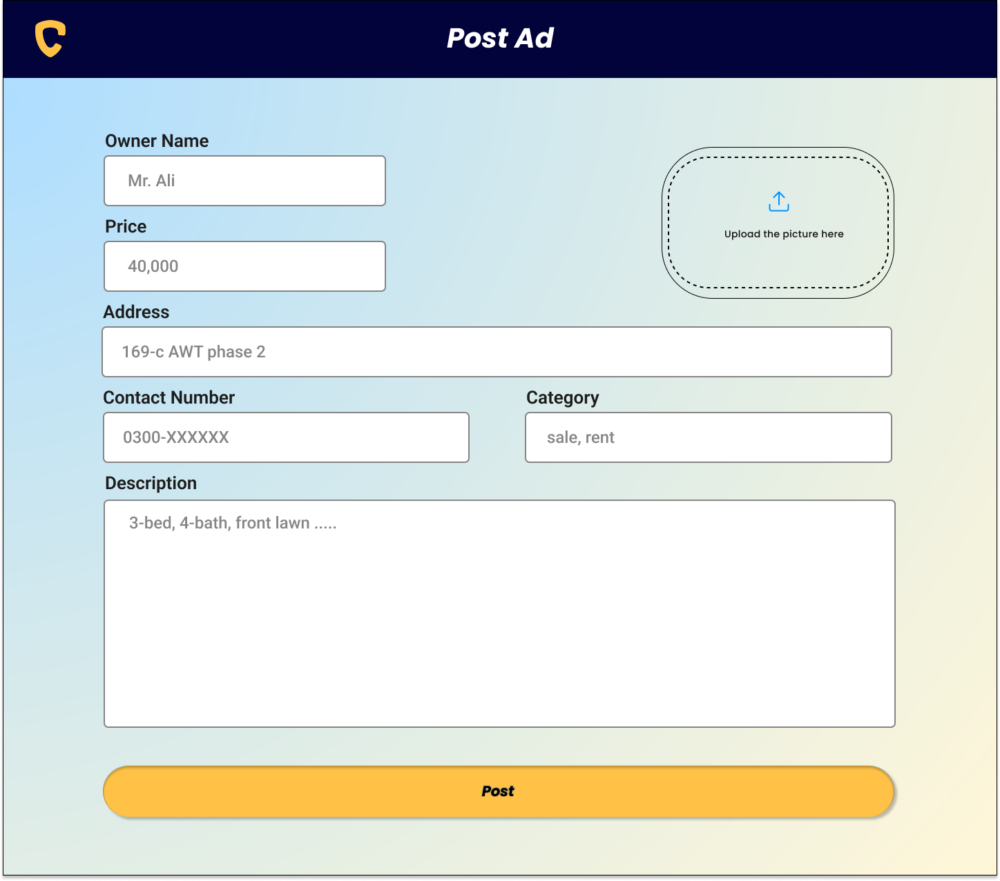 Post Ad
Owner Name
Mr. Ali
Price
40,000
Upload the picture here
Address
169-c AWT phase 2
Contact Number
0300-XXXXXX
Category
sale, rent
Description
3-bed, 4-bath, front lawn .....
Post